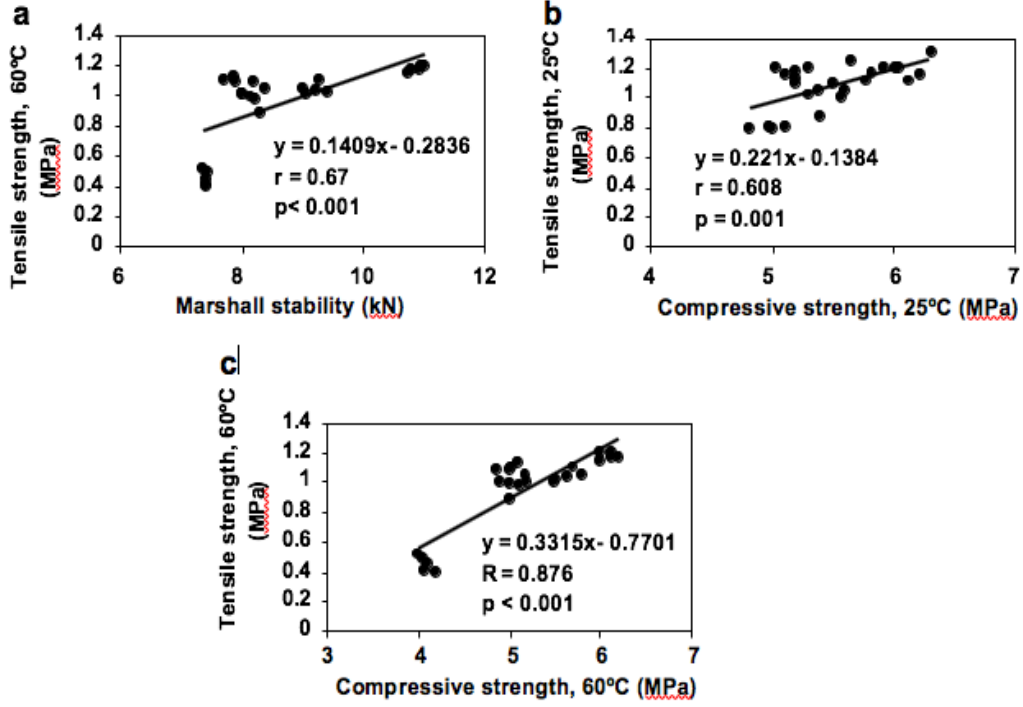 a
Tensile strength, 60ºC
(MPa)
1.4
1.2
1
0.8
0.6
0.4
0.2
0
y = 0.1409x- 0.2836
r = 0.67
p< 0.001
6
8
10
12
Marshall stability (kN)
b
Tensile strength, 25ºC
(MPa)
1.4
1.2
1
0.8
0.6
0.4
0.2
0
y = 0.221x- 0.1384
r = 0.608
p = 0.001
4
5
6
7
Compressive strength, 25ºC (MPa)
c
Tensile strength, 60ºC
(MPa)
1.4
1.2
1
0.8
0.6
0.4
0.2
0
y = 0.3315x- 0.7701
R = 0.876
p < 0.001
3
4
5
6
7
Compressive strength, 60ºC (MPa)